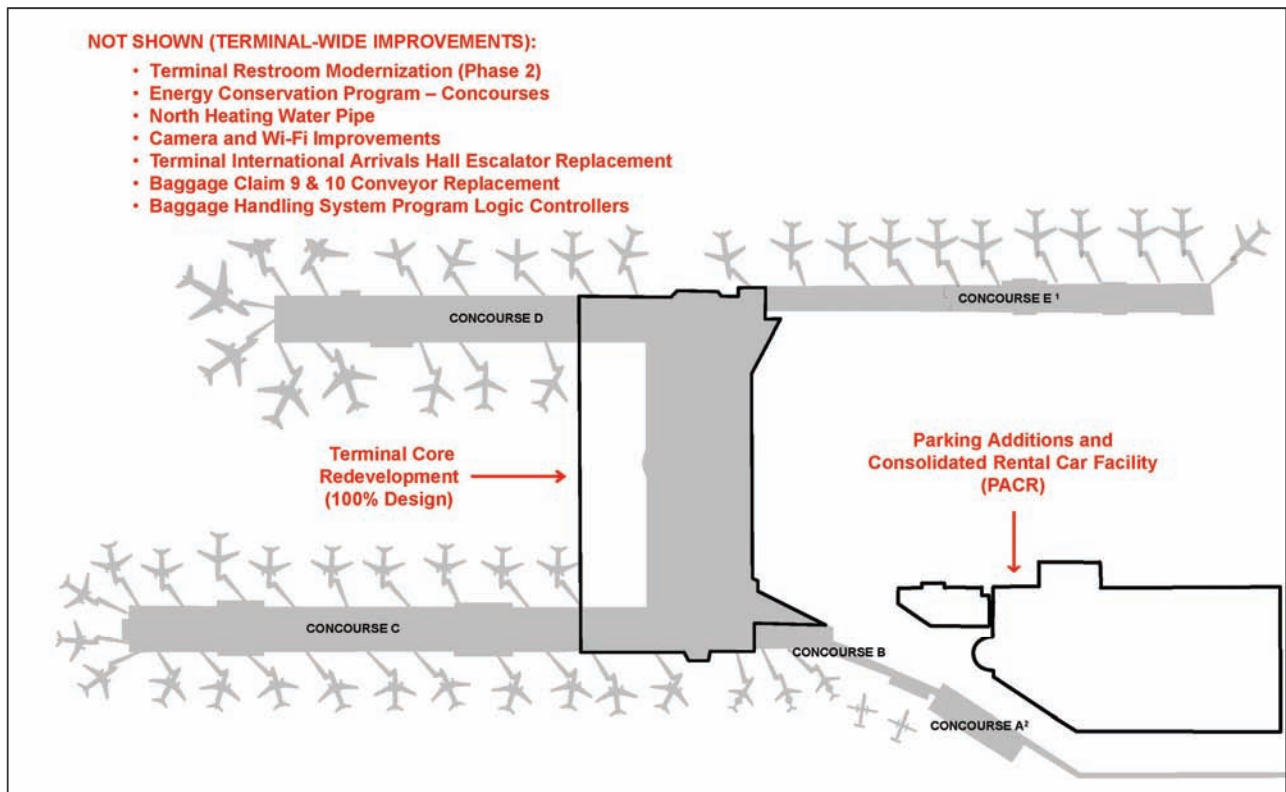 NOT SHOWN (TERMINAL-WIDE IMPROVEMENTS):
• Terminal Restroom Modernization (Phase 2)
• Energy Conservation Program – Concourses
• North Heating Water Pipe
• Camera and Wi-Fi Improvements
• Terminal International Arrivals Hall Escalator Replacement
• Baggage Claim 9 & 10 Conveyor Replacement
• Baggage Handling System Program Logic Controllers
CONCOURSE E ¹
CONCOURSE D
Terminal Core
Redevelopment
(100% Design)
Parking Additions and
Consolidated Rental Car Facility
(PACR)
CONCOURSE C
CONCOURSE B
CONCOURSE A²